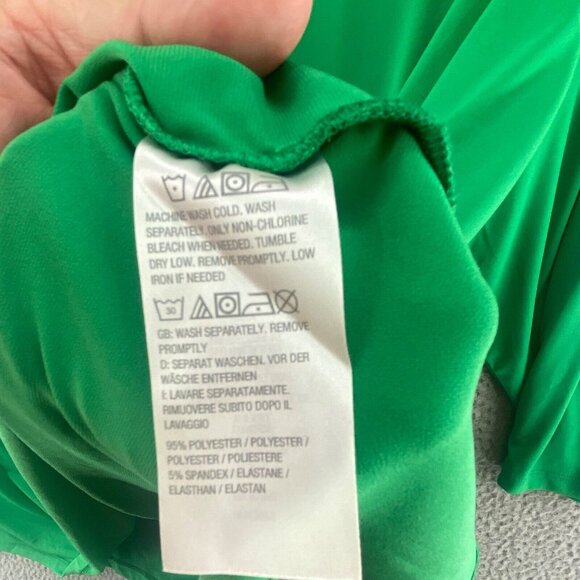 MACHINE WASH COLD. WASH
SEPARATELY. ONLY NON-CHLORINE
BLEACH WHEN NEEDED. TUMBLE
DRY LOW. REMOVE PROMPTLY. LOW
IRON IF NEEDED
30
GB: WASH SEPARATELY. REMOVE
PROMPTLY
D: SEPARAT WASCHEN. VOR DER
WÄSCHE ENTFERNEN
I: LAVARE SEPARATAMENTE.
RIMUOVERE SUBITO DOPO IL
LAVAGGIO
95% POLYESTER / POLYESTER /
POLYESTER / POLIESTERE
5% SPANDEX / ELASTANE /
ELASTHAN / ELASTAN